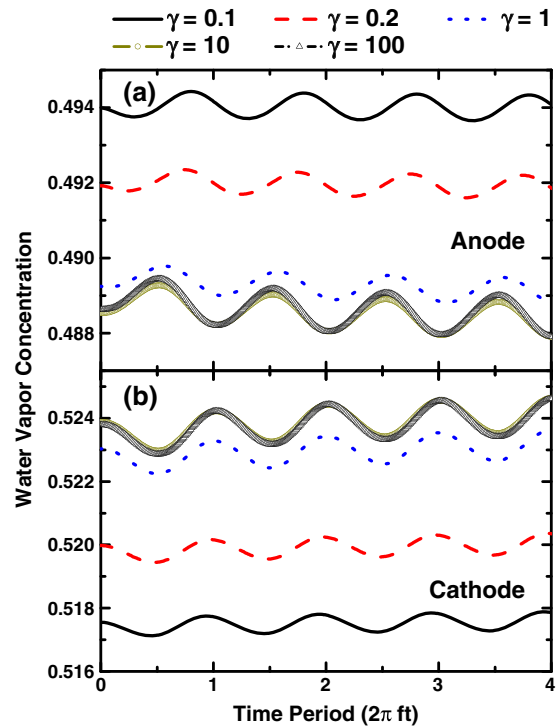 γ = 0.1 γ = 0.2 γ = 1
γ = 10 γ = 100
(a)
0.494
0.492
0.490
0.488
Anode
Water Vapor Concentration
(b)
0.524
0.522
0.520
0.518
0.516
Cathode
0 1 2 3 4
Time Period (2π ft)